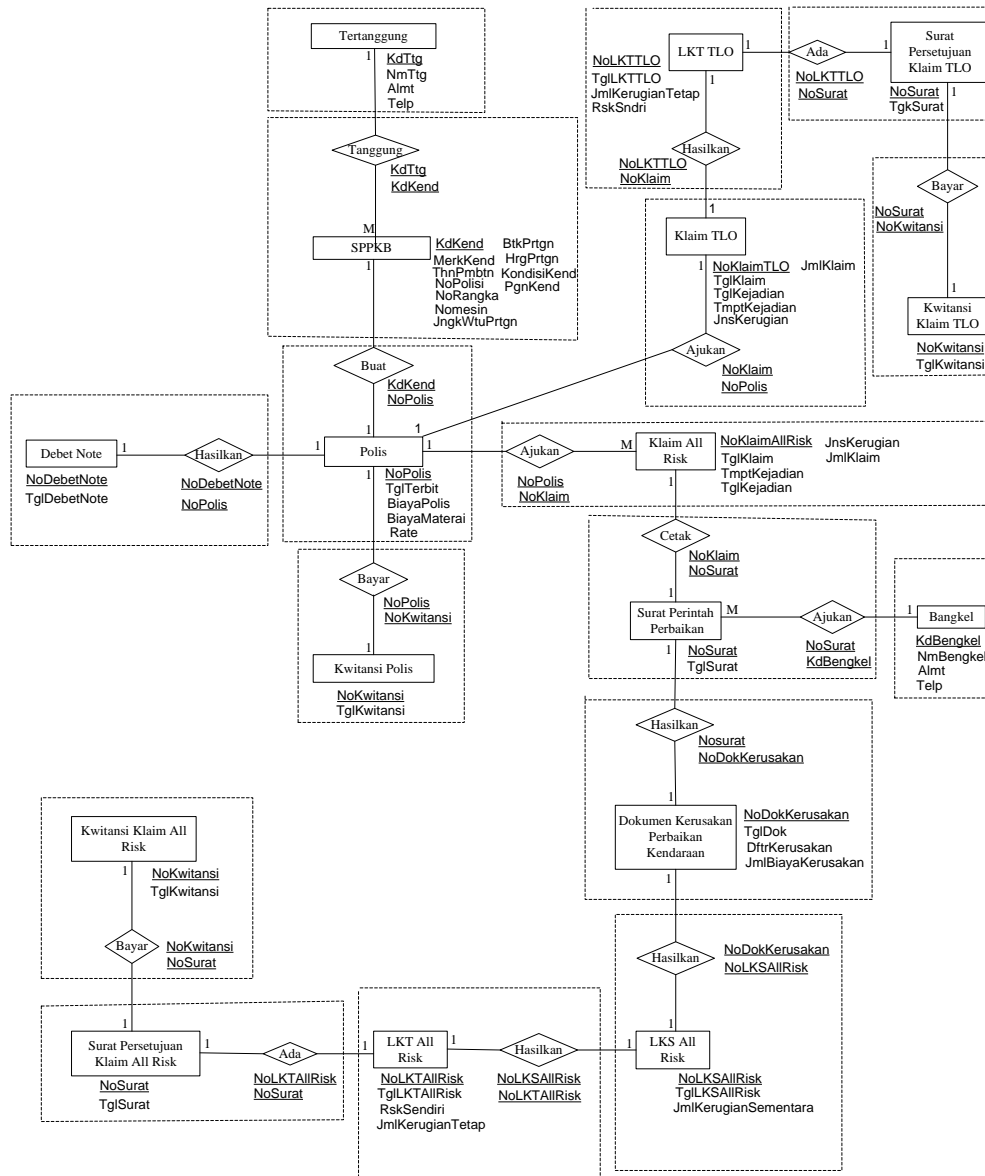 Tertanggung
1
KdTtg
NmTtg
Almt
Telp
Tanggung
KdTtg
KdKend
M
SPPKB
1
KdKend
MerkKend
ThnPmbtn
NoPolisi
NoRangka
Nomesin
JngkWtuPrtgn
BtkPrtgn
HrgPrtgn
KondisiKend
PgnKend
Buat
KdKend
NoPolis
1
1
LKT TLO
1
1
NoLKTTLO
TglLKTTLO
JmlKerugianTetap
RskSndri
Hasilkan
NoLKTTLO
NoKlaim
Ada
NoLKTTLO
NoSurat
1
Surat
Persetujuan
Klaim TLO
NoSurat
TgkSurat
1
Bayar
NoSurat
NoKwitansi
1
Kwitansi
Klaim TLO
NoKwitansi
TglKwitansi
1
Klaim TLO
1
NoKlaimTLO
TglKlaim
TglKejadian
TmptKejadian
JnsKerugian
JmlKlaim
Ajukan
NoKlaim
NoPolis
Debet Note
1
NoDebetNote
TglDebetNote
Hasilkan
NoDebetNote
NoPolis
1
Polis
1
1
NoPolis
TglTerbit
BiayaPolis
BiayaMaterai
Rate
Ajukan
NoPolis
NoKlaim
M
Klaim All
Risk
1
NoKlaimAllRisk
TglKlaim
TmptKejadian
TglKejadian
JnsKerugian
JmlKlaim
Bayar
NoPolis
NoKwitansi
1
Kwitansi Polis
NoKwitansi
TglKwitansi
Cetak
NoKlaim
NoSurat
1
Surat Perintah
Perbaikan
M
1
NoSurat
TglSurat
Ajukan
NoSurat
KdBengkel
1
Bangkel
KdBengkel
NmBengkel
Almt
Telp
Hasilkan
Nosurat
NoDokKerusakan
1
Dokumen Kerusakan
Perbaikan
Kendaraan
1
NoDokKerusakan
TglDok
DftrKerusakan
JmlBiayaKerusakan
Kwitansi Klaim All
Risk
1
NoKwitansi
TglKwitansi
Bayar
NoKwitansi
NoSurat
1
Surat Persetujuan
Klaim All Risk
1
NoSurat
TglSurat
Ada
NoLKTAllRisk
NoSurat
1
LKT All
Risk
1
NoLKTAllRisk
TglLKTAllRisk
RskSendiri
JmlKerugianTetap
Hasilkan
NoLKSAllRisk
NoLKTAllRisk
1
Hasilkan
NoDokKerusakan
NoLKSAllRisk
1
LKS All
Risk
NoLKSAllRisk
TglLKSAllRisk
JmlKerugianSementara